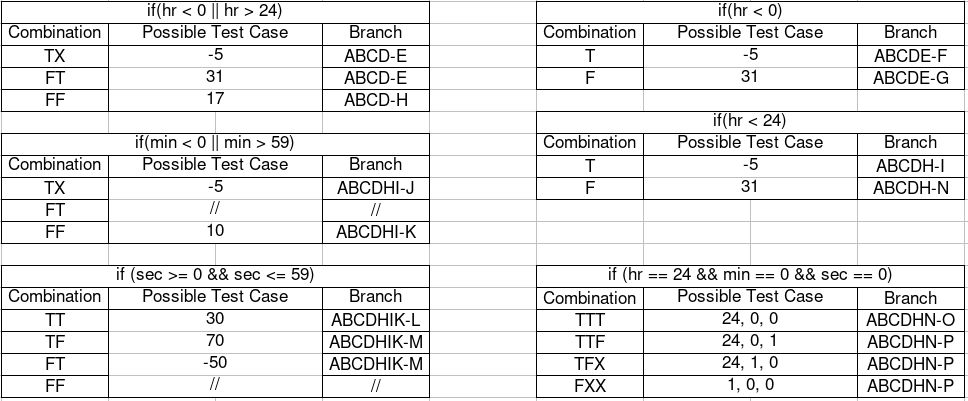 if(hr < 0 || hr > 24)
Combination Possible Test Case Branch
TX -5 ABCD-E
FT 31 ABCD-E
FF 17 ABCD-H
if(hr < 0)
Combination Possible Test Case Branch
T -5 ABCDE-F
F 31 ABCDE-G
if(min < 0 || min > 59)
Combination Possible Test Case Branch
TX -5 ABCDHI-J
FT // //
FF 10 ABCDHI-K
if(hr < 24)
Combination Possible Test Case Branch
T -5 ABCDH-I
F 31 ABCDH-N
if (sec >= 0 && sec <= 59)
Combination Possible Test Case Branch
TT 30 ABCDHIK-L
TF 70 ABCDHIK-M
FT -50 ABCDHIK-M
FF // //
if (hr == 24 && min == 0 && sec == 0)
Combination Possible Test Case Branch
TTT 24, 0, 0 ABCDHN-O
TTF 24, 0, 1 ABCDHN-P
TFX 24, 1, 0 ABCDHN-P
FXX 1, 0, 0 ABCDHN-P